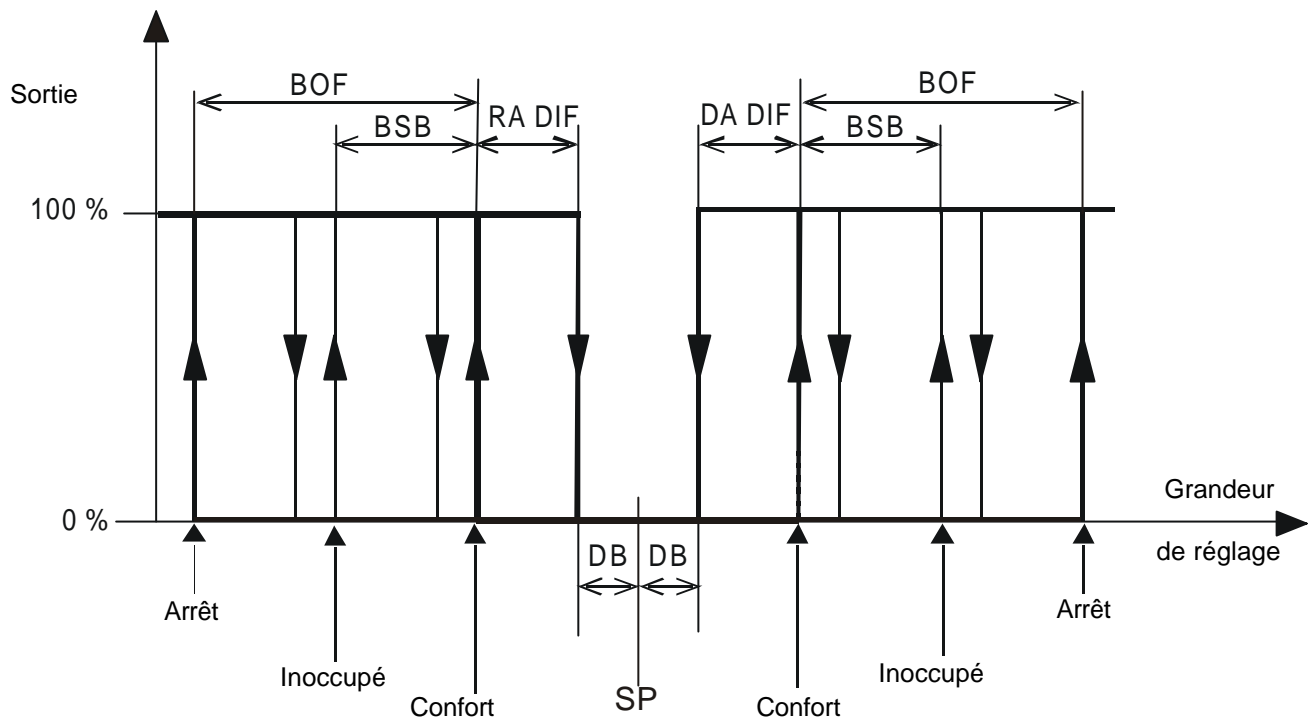 Sortie
BOF
BOF
BSB
RA DIF
DA DIF
BSB
100 %
Grandeur
0 %
de réglage
DB
DB
Arrêt
Arrêt
Inoccupé
Inoccupé
Confort
SP
Confort